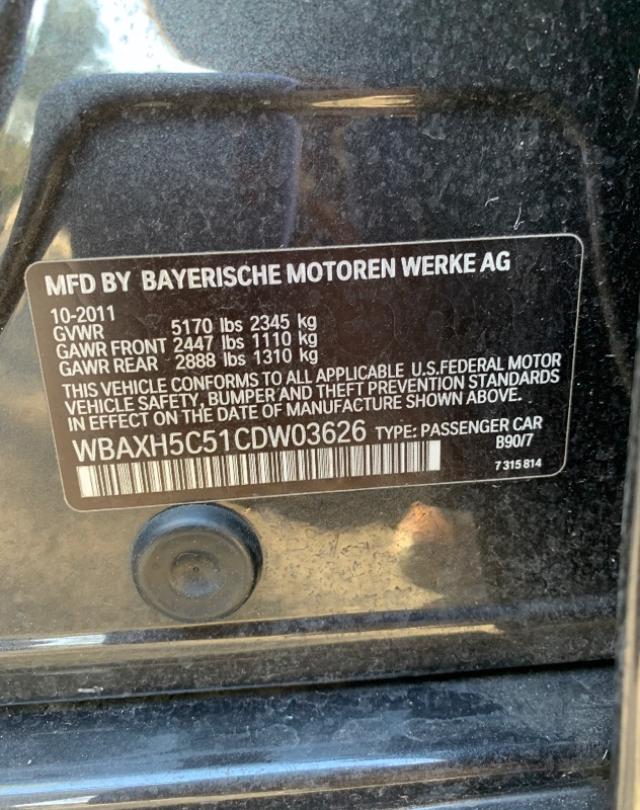 MFD BY BAYERISCHE MOTOREN WERKE AG
10-2011
GVWR 5170 lbs 2345 kg
GAWR FRONT 2447 lbs 1110 kg
GAWR REAR 2888 lbs 1310 kg
THIS VEHICLE CONFORMS TO ALL APPLICABLE U.S.FEDERAL MOTOR
VEHICLE SAFETY, BUMPER AND THEFT PREVENTION STANDARDS
IN EFFECT ON THE DATE OF MANUFACTURE SHOWN ABOVE.
WBAXH5C51CDW03626 TYPE: PASSENGER CAR
B90/7
7 315 814